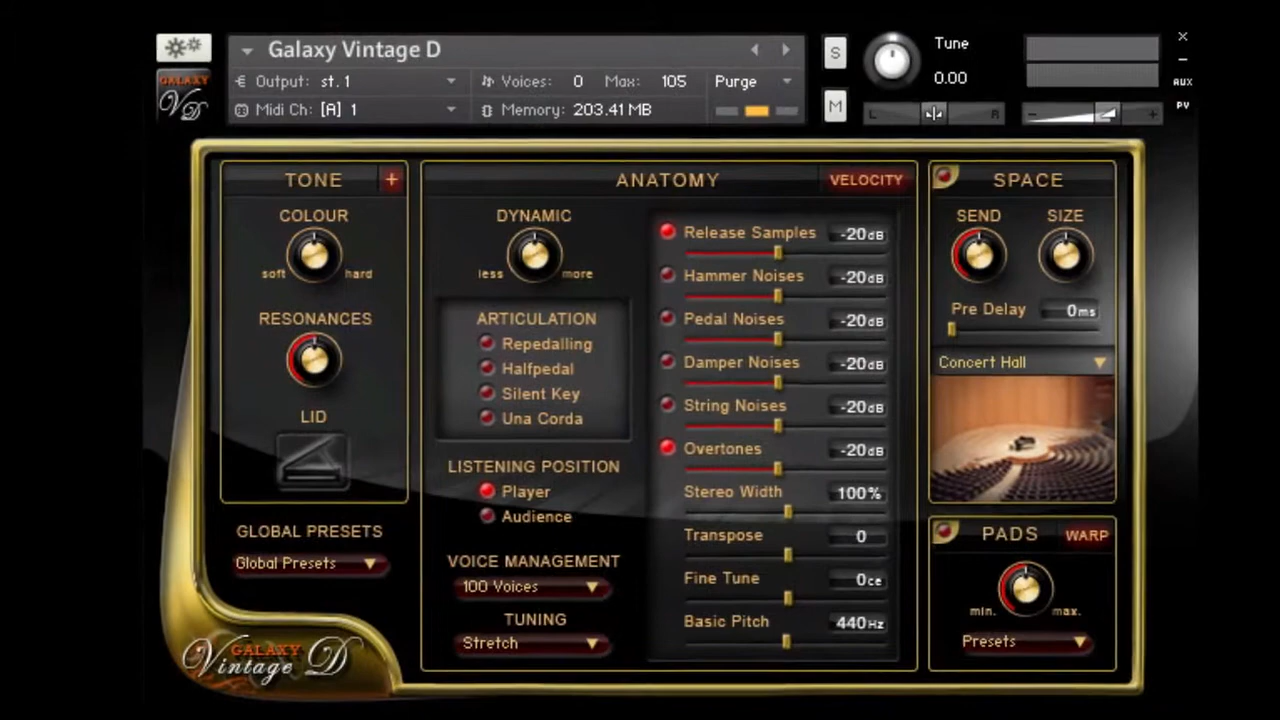 Galaxy Vintage D
Output: st. 1
Voices: 0 Max: 105
Purge
Midi Ch: [A] 1
Memory: 203.41 MB
S
M
Tune
0.00
L R
- +
×
-
AUX
PV
GALAXY
VD
TONE +
COLOUR
soft hard
RESONANCES
LID
GLOBAL PRESETS
Global Presets
GALAXY
Vintage D
ANATOMY
VELOCITY
DYNAMIC
less more
ARTICULATION
Repedalling
Halfpedal
Silent Key
Una Corda
LISTENING POSITION
Player
Audience
VOICE MANAGEMENT
100 Voices
TUNING
Stretch
Release Samples -20dB
Hammer Noises -20dB
Pedal Noises -20dB
Damper Noises -20dB
String Noises -20dB
Overtones -20dB
Stereo Width 100%
Transpose 0
Fine Tune 0ce
Basic Pitch 440Hz
SPACE
SEND SIZE
Pre Delay 0ms
Concert Hall
PADS WARP
min. max.
Presets